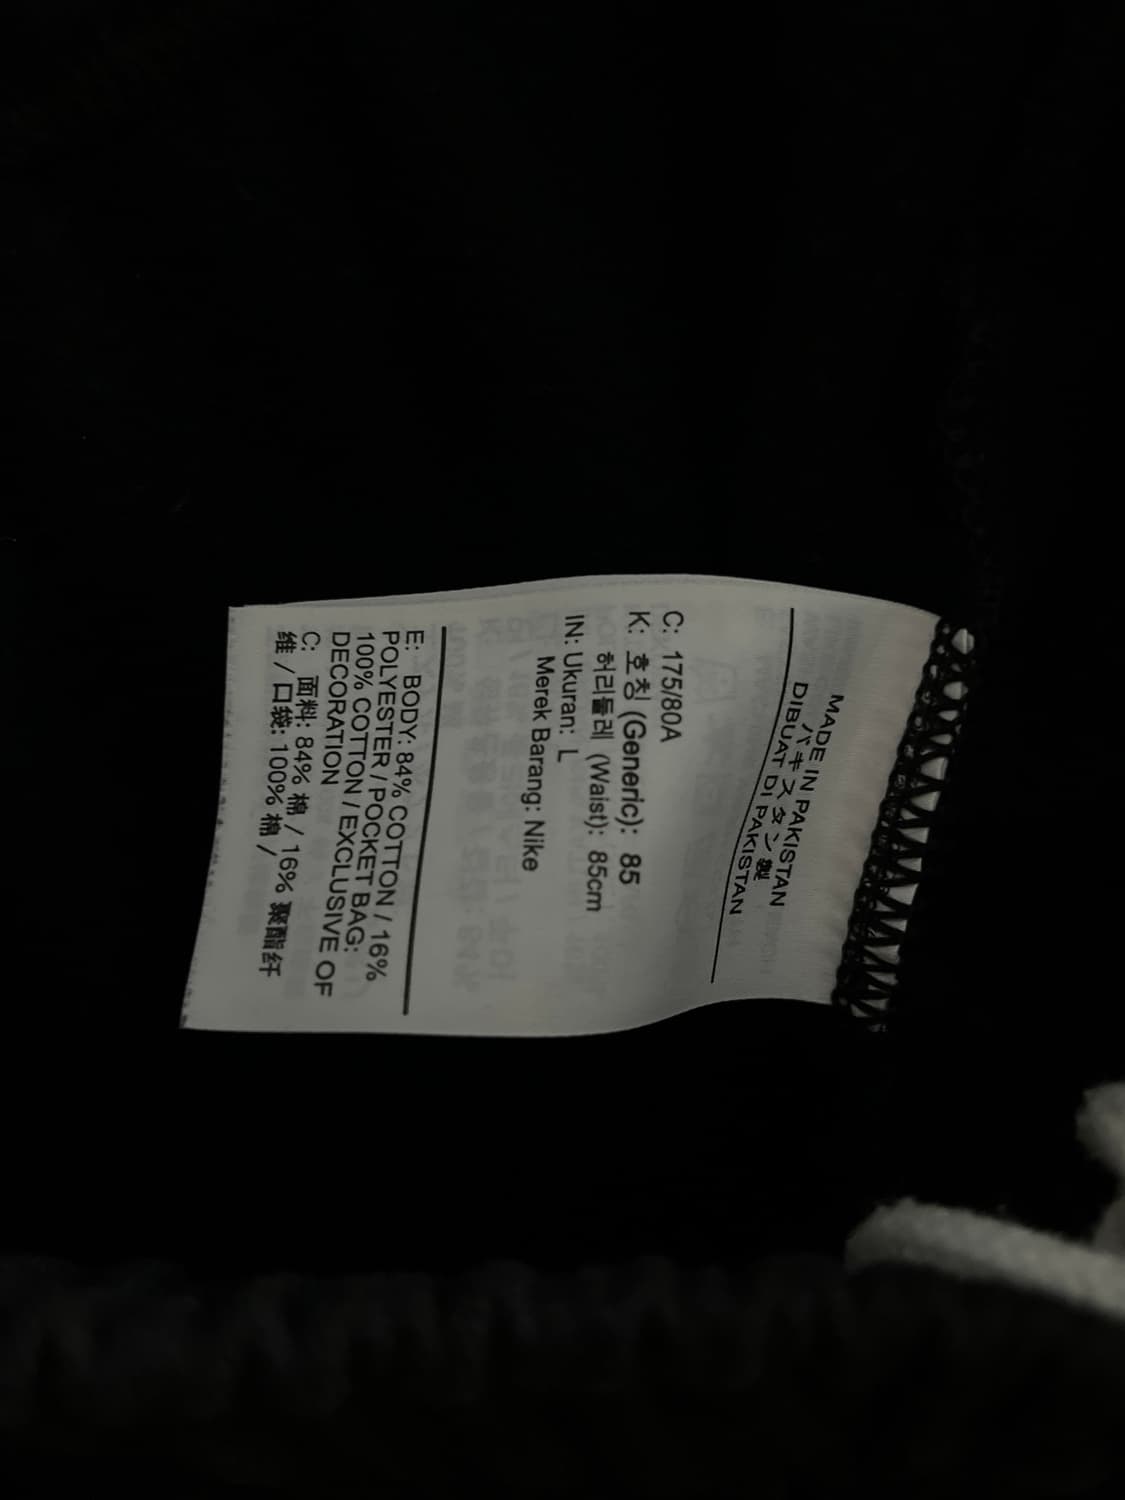 MADE IN PAKISTAN
パキスタン製
DIBUAT DI PAKISTAN
C: 175/80A
K: 호칭 (Generic): 85
허리둘레 (Waist): 85cm
IN: Ukuran: L
Merek Barang: Nike
E: BODY: 84% COTTON / 16%
POLYESTER / POCKET BAG:
100% COTTON / EXCLUSIVE OF
DECORATION
C: 面料: 84% 棉 / 16% 聚酯纤
维 / 口袋: 100% 棉 /